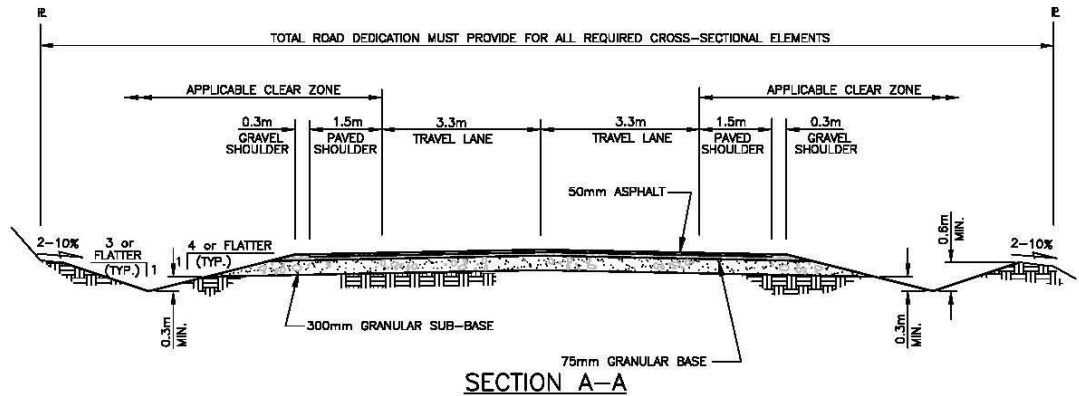 PL
PL
TOTAL ROAD DEDICATION MUST PROVIDE FOR ALL REQUIRED CROSS-SECTIONAL ELEMENTS
APPLICABLE CLEAR ZONE
APPLICABLE CLEAR ZONE
0.3m
GRAVEL
SHOULDER
1.5m
PAVED
SHOULDER
3.3m
TRAVEL LANE
3.3m
TRAVEL LANE
1.5m
PAVED
SHOULDER
0.3m
GRAVEL
SHOULDER
50mm ASPHALT
2-10%
3 or
FLATTER
(TYP.)
1
4 or FLATTER
(TYP.)
1
0.6m
MIN.
2-10%
0.3m
MIN.
300mm GRANULAR SUB-BASE
0.3m
MIN.
75mm GRANULAR BASE
SECTION A-A